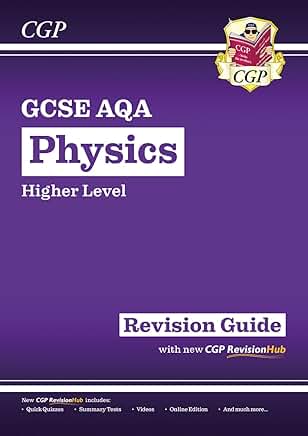 CGP
CGP
CGP
GCSE AQA
Physics
Higher Level
Revision Guide
with new CGP RevisionHub
New CGP RevisionHub includes:
• Quick Quizzes • Summary Tests • Videos • Online Edition • And much more...